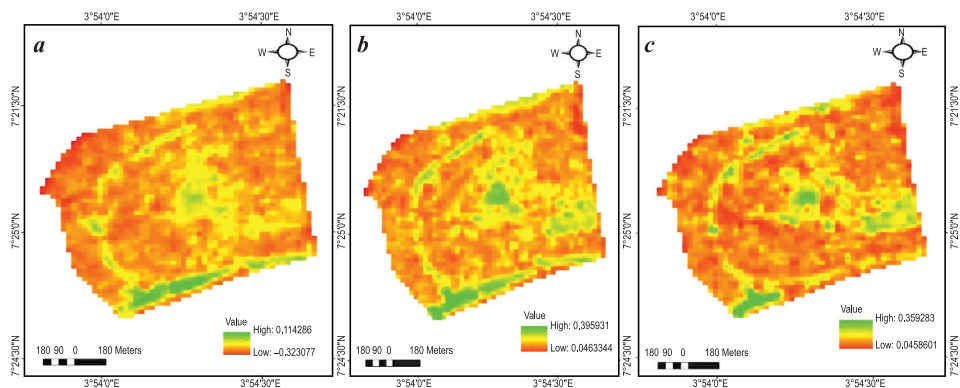 3°54'0"E 3°54'30"E 3°54'0"E 3°54'30"E 3°54'0"E 3°54'30"E
a
N
W E
S
7°21'30"N
7°25'0"N
7°24'30"N
Value
High: 0,114286
Low: –0.323077
180 90 0 180 Meters
3°54'0"E 3°54'30"E
b
N
W E
S
7°21'30"N
7°25'0"N
7°24'30"N
Value
High: 0,395931
Low: 0,0463344
180 90 0 180 Meters
3°54'0"E 3°54'30"E
c
N
W E
S
7°21'30"N
7°25'0"N
7°24'30"N
Value
High: 0,359283
Low: 0,0458601
180 90 0 180 Meters
3°54'0"E 3°54'30"E